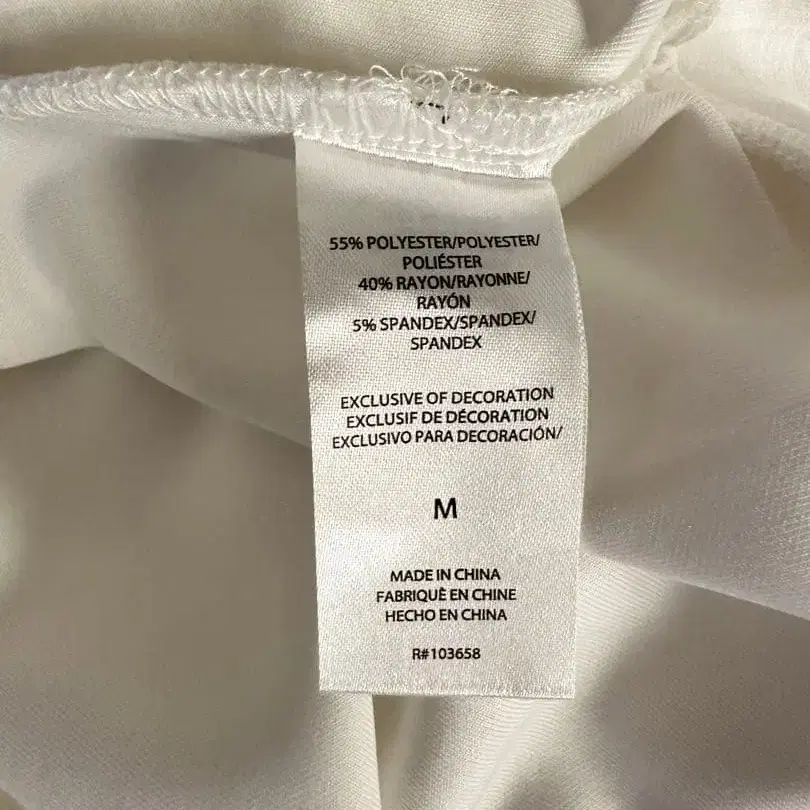 55% POLYESTER/POLYESTER/
POLIÉSTER
40% RAYON/RAYONNE/
RAYÓN
5% SPANDEX/SPANDEX/
SPANDEX
EXCLUSIVE OF DECORATION
EXCLUSIF DE DÉCORATION
EXCLUSIVO PARA DECORACIÓN/
M
MADE IN CHINA
FABRIQUÈ EN CHINE
HECHO EN CHINA
R#103658